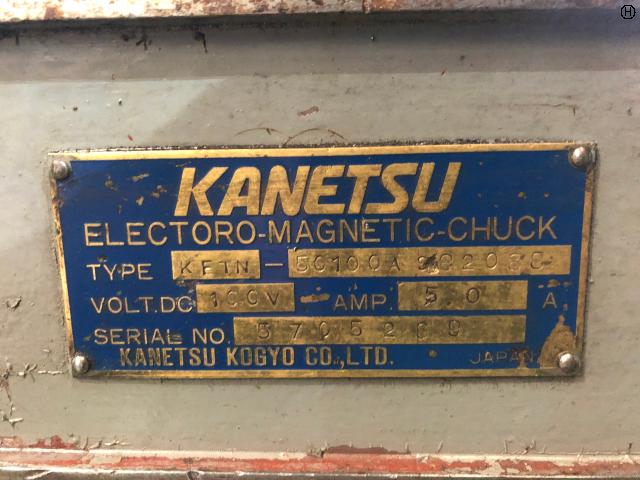 KANETSU
ELECTORO-MAGNETIC-CHUCK
TYPE KETN - 50100A
VOLT.DC 100V AMP. 5.0 A
SERIAL NO.
KANETSU KOGYO CO.,LTD. JAPAN
H